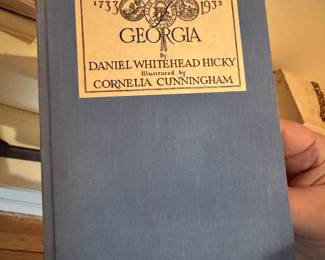 1733 1933
GEORGIA
by
DANIEL WHITEHEAD HICKY
Illustrated by
CORNELIA CUNNINGHAM